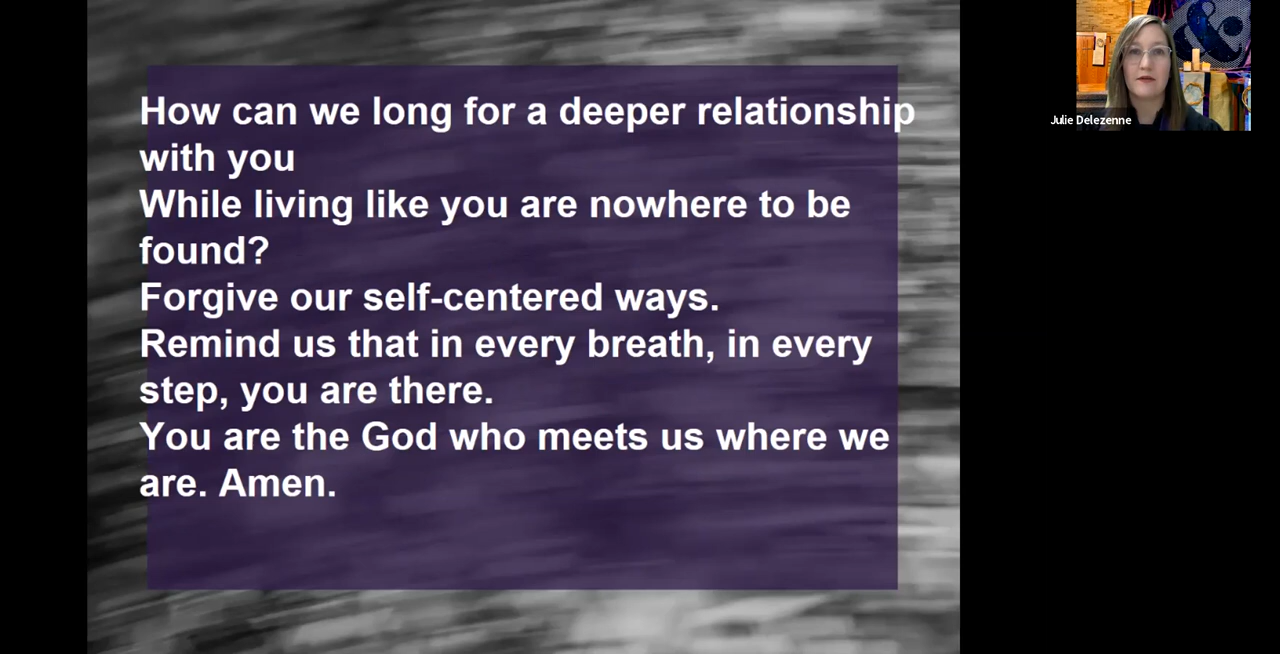 How can we long for a deeper relationship
with you
While living like you are nowhere to be
found?
Forgive our self-centered ways.
Remind us that in every breath, in every
step, you are there.
You are the God who meets us where we
are. Amen.
Julie Delezenne